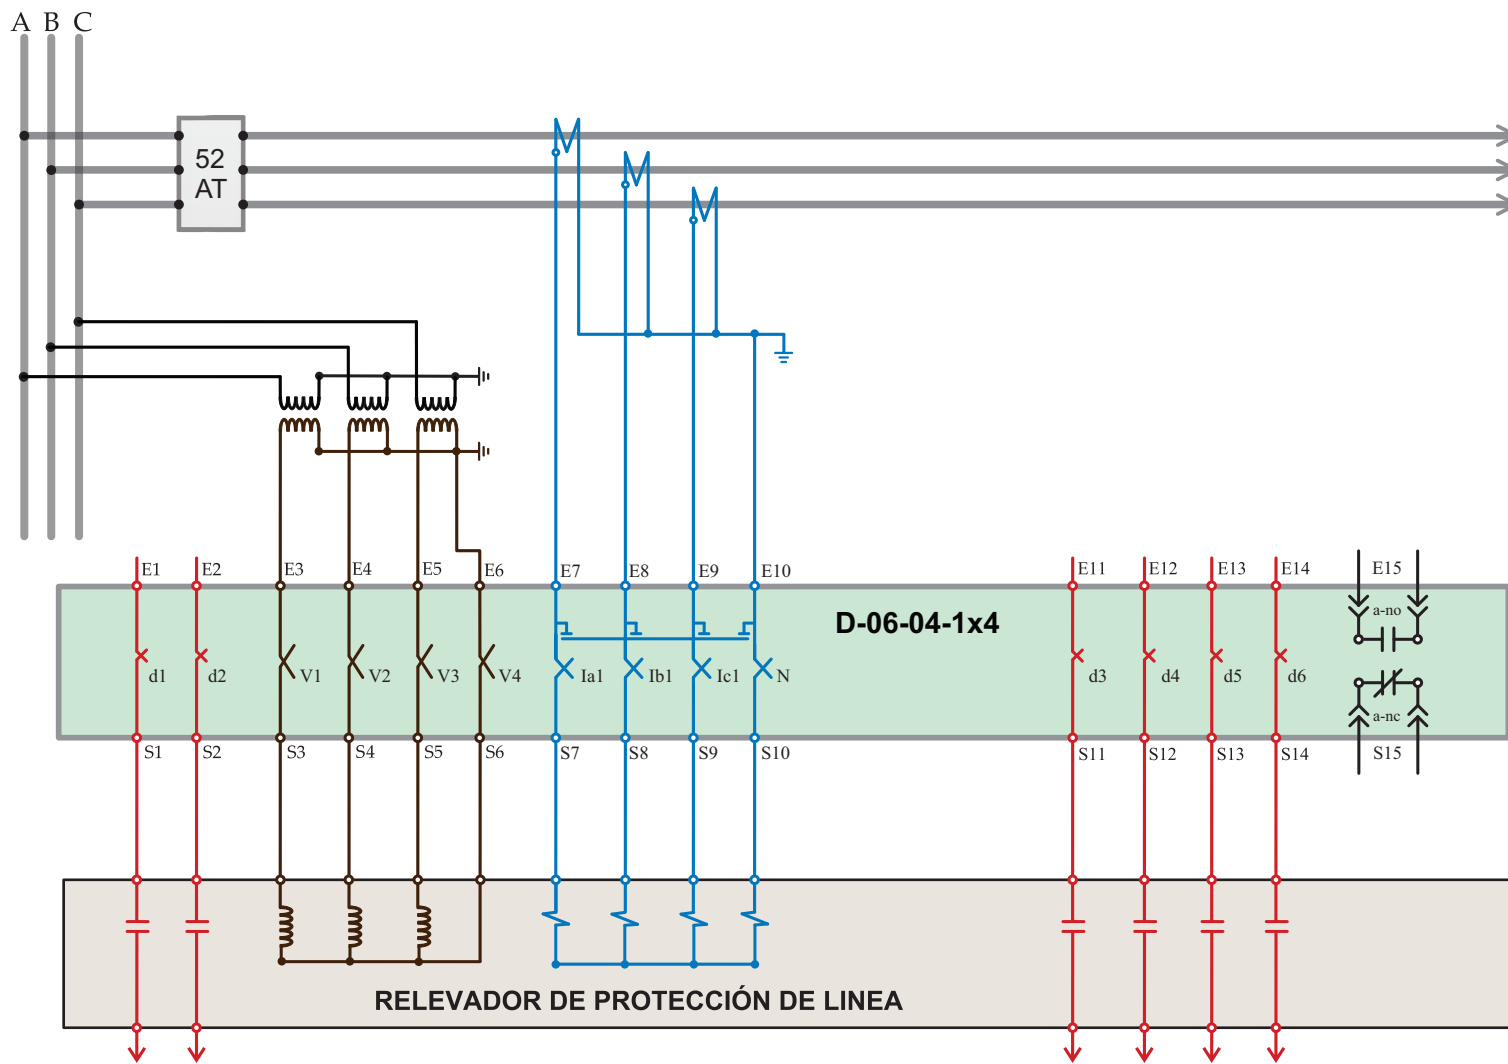 A B C
52
AT
E1 E2 E3 E4 E5 E6 E7 E8 E9 E10 E11 E12 E13 E14 E15
a-no
D-06-04-1x4
d1 d2 V1 V2 V3 V4 Ia1 Ib1 Ic1 N d3 d4 d5 d6
a-nc
S1 S2 S3 S4 S5 S6 S7 S8 S9 S10 S11 S12 S13 S14 S15
RELEVADOR DE PROTECCIÓN DE LINEA